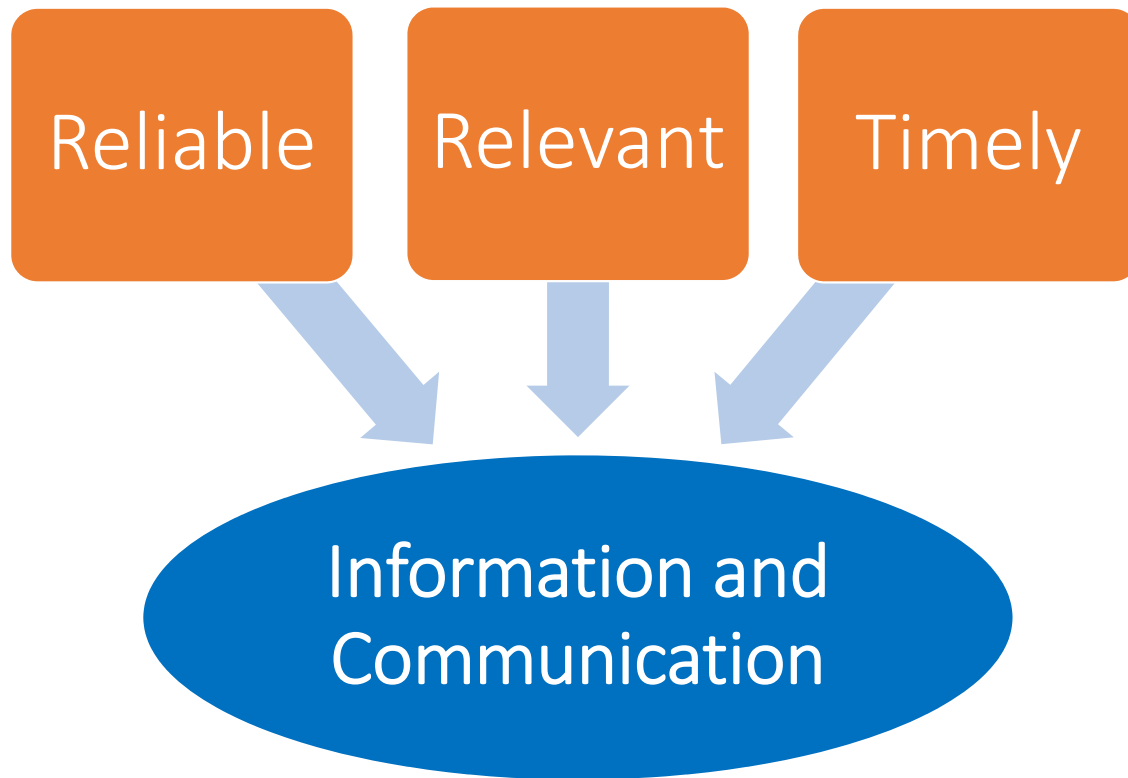 Reliable
Relevant
Timely
Information and
Communication